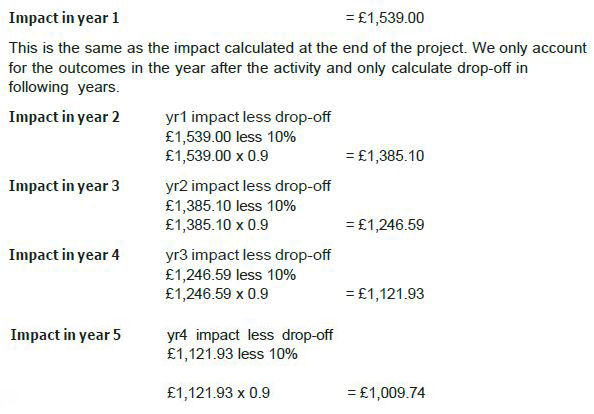 Impact in year 1 = £1,539.00
This is the same as the impact calculated at the end of the project. We only account
for the outcomes in the year after the activity and only calculate drop-off in
following years.
Impact in year 2 yr1 impact less drop-off
£1,539.00 less 10%
£1,539.00 x 0.9 = £1,385.10
Impact in year 3 yr2 impact less drop-off
£1,385.10 less 10%
£1,385.10 x 0.9 = £1,246.59
Impact in year 4 yr3 impact less drop-off
£1,246.59 less 10%
£1,246.59 x 0.9 = £1,121.93
Impact in year 5 yr4 impact less drop-off
£1,121.93 less 10%
£1,121.93 x 0.9 = £1,009.74